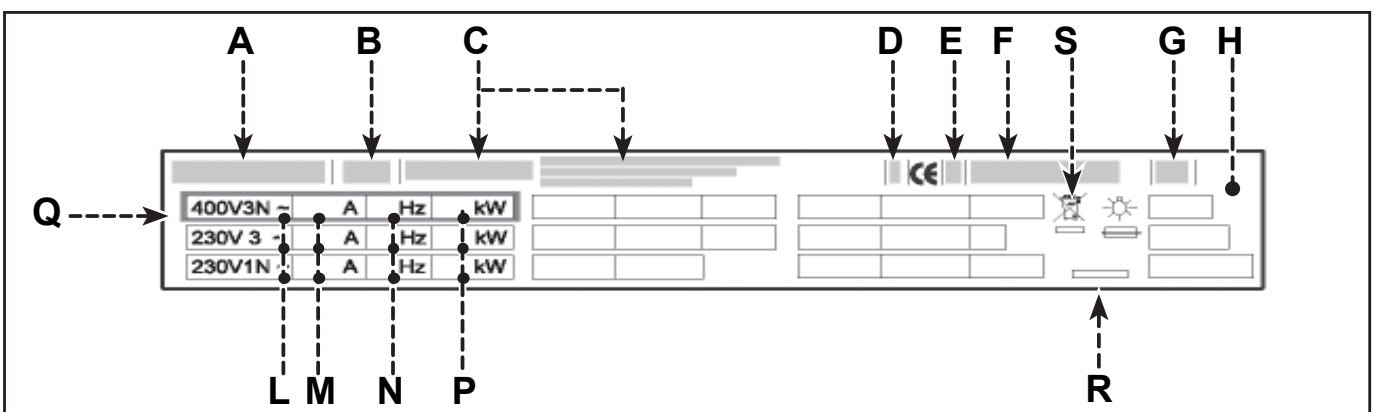 A B C D E F S G H
CE
Q
400V3N ~ A Hz kW
230V 3 ~ A Hz kW
230V1N ~ A Hz kW
L M N P R